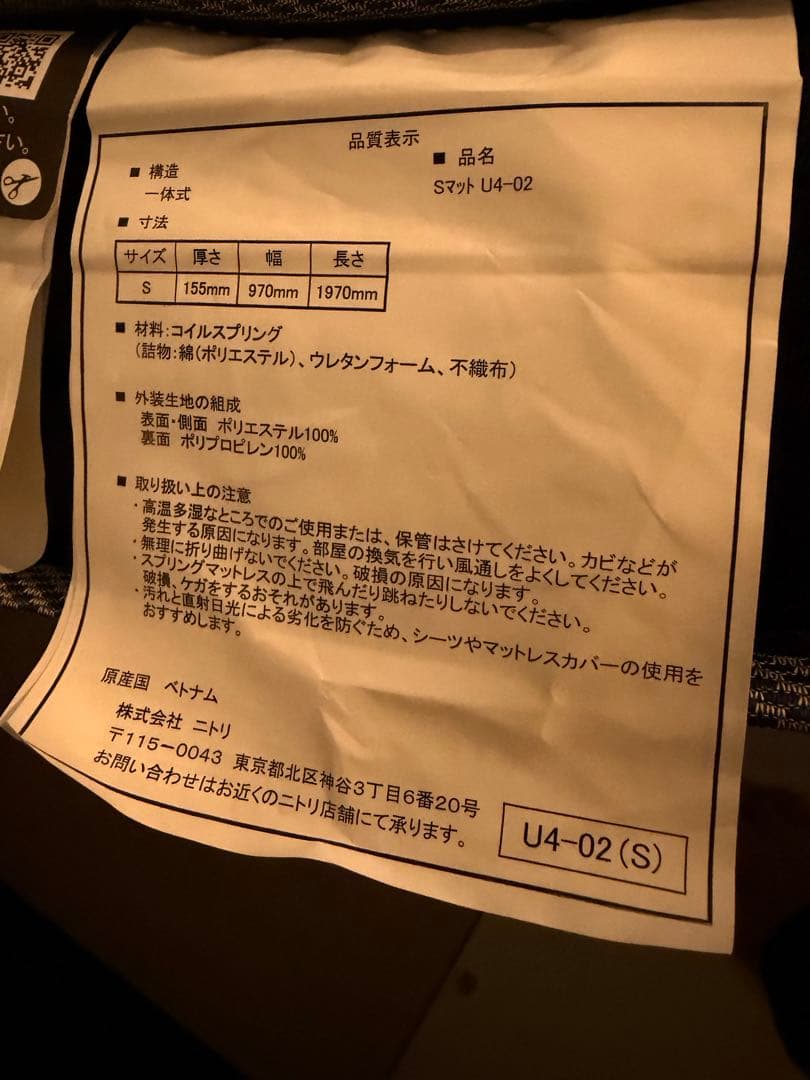 い。
さい。
品質表示
■ 構造
一体式
■ 品名
Sマット U4-02
■ 寸法
サイズ 厚さ 幅 長さ
S 155mm 970mm 1970mm
■ 材料：コイルスプリング
（詰物：綿（ポリエステル）、ウレタンフォーム、不織布）
■ 外装生地の組成
表面・側面 ポリエステル100%
裏面 ポリプロピレン100%
■ 取り扱い上の注意
・高温多湿なところでのご使用または、保管はさけてください。カビなどが
発生する原因になります。部屋の換気を行い風通しをよくしてください。
・無理に折り曲げないでください。破損の原因になります。
・スプリングマットレスの上で飛んだり跳ねたりしないでください。
破損、ケガをするおそれがあります。
・汚れと直射日光による劣化を防ぐため、シーツやマットレスカバーの使用を
おすすめします。
原産国 ベトナム
株式会社 ニトリ
〒115-0043 東京都北区神谷3丁目6番20号
お問い合わせはお近くのニトリ店舗にて承ります。
U4-02(S)